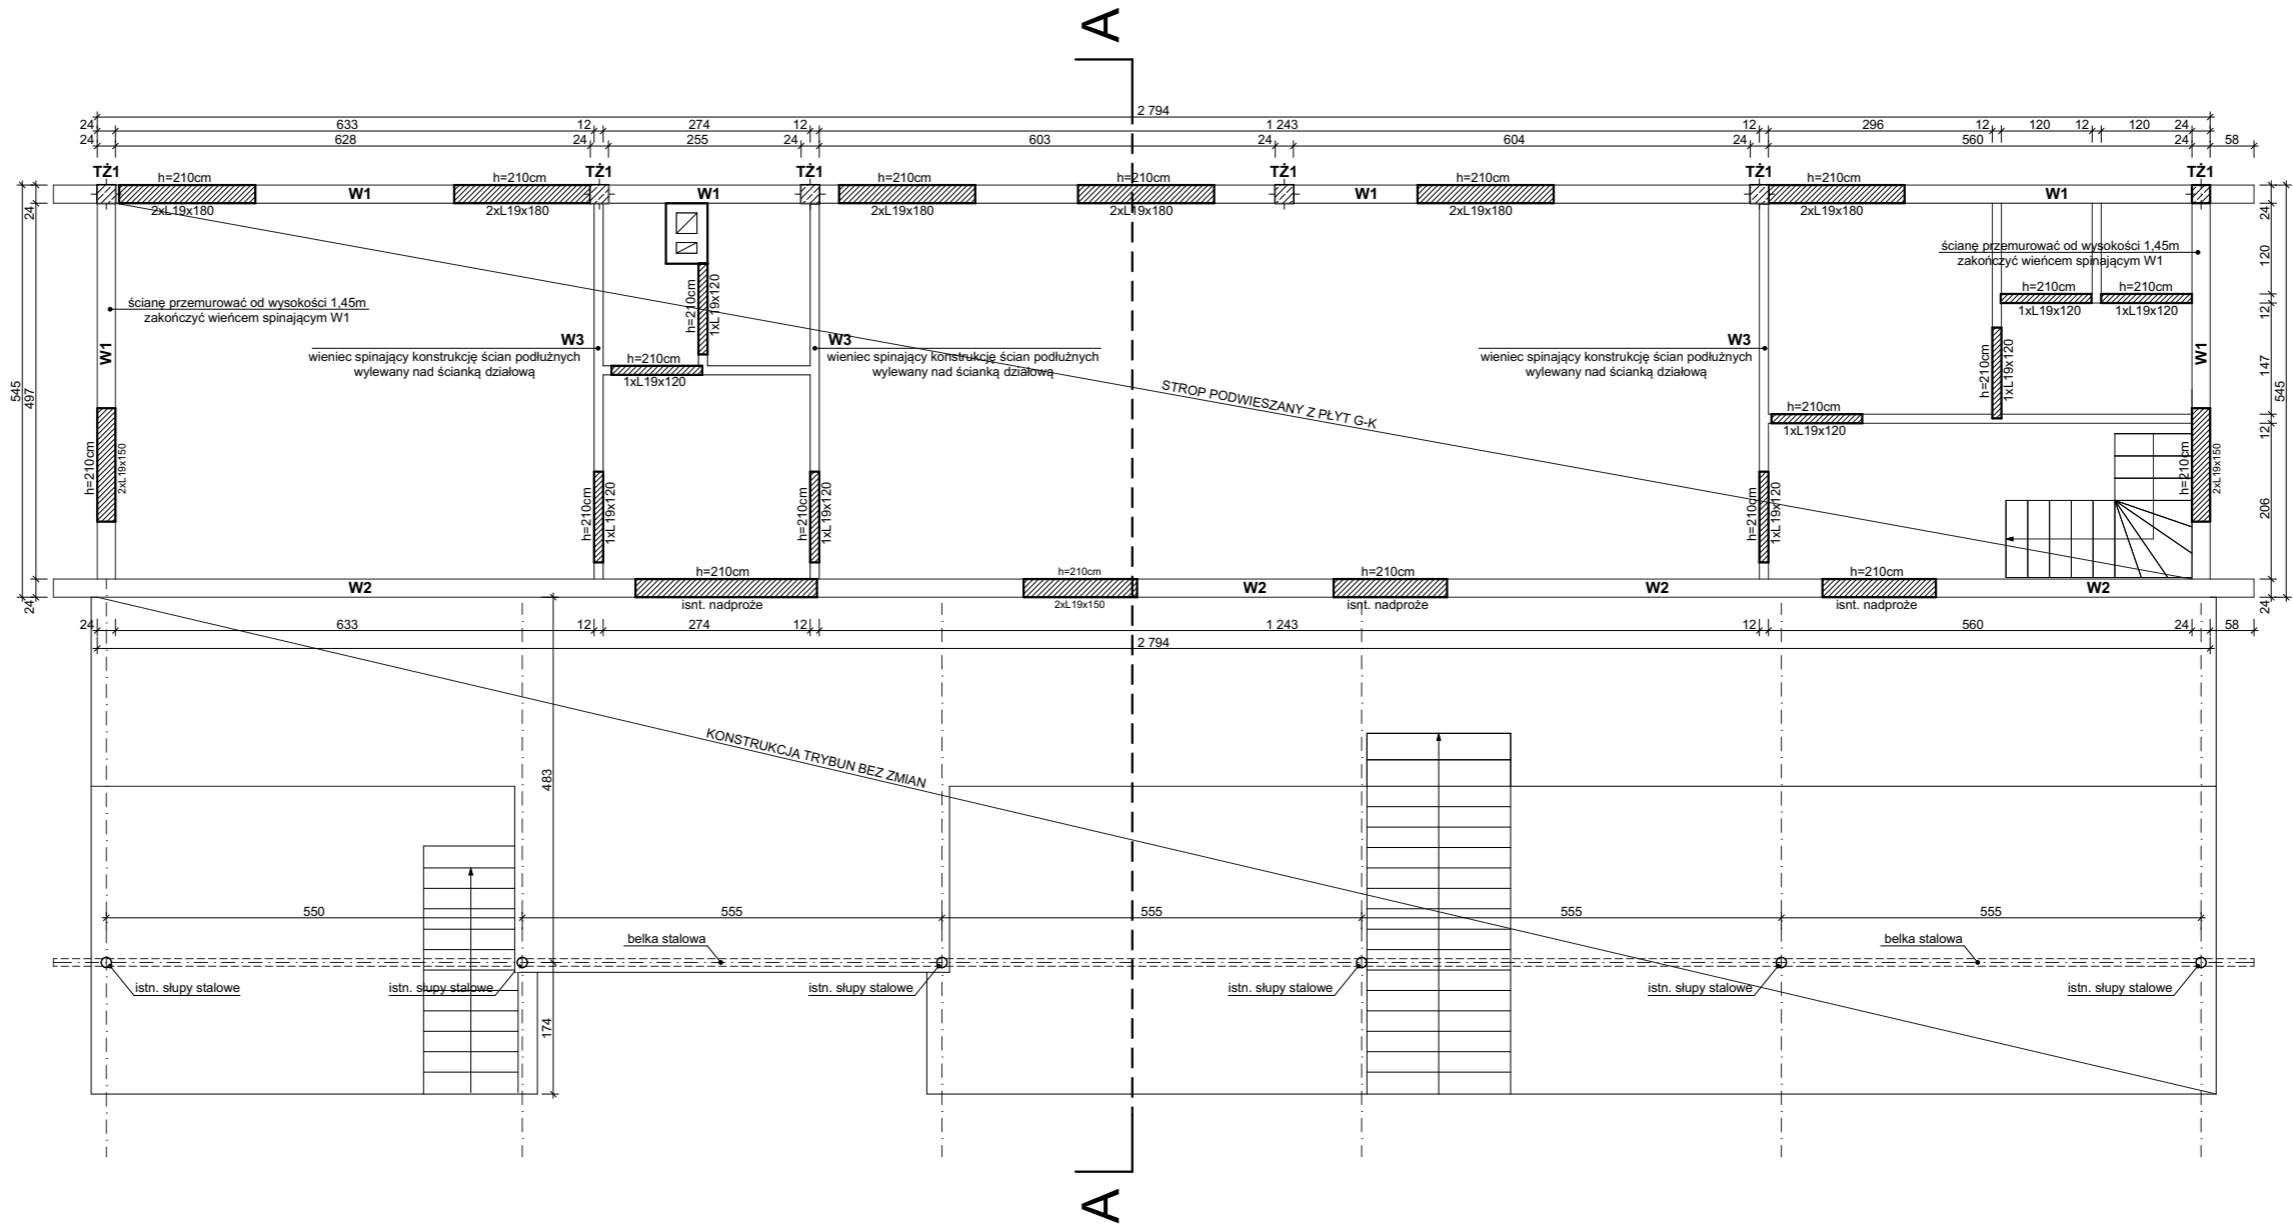 A
2 794
24 633 12 274 12 1 243 12 296 12 120 12 120 24
24 628 24 255 24 603 24 604 24 560 24 58
TŻ1 TŻ1 TŻ1 TŻ1 TŻ1 TŻ1
h=210cm W1 h=210cm W1 h=210cm h=210cm W1 h=210cm h=210cm W1
2xL19x180 2xL19x180 2xL19x180 2xL19x180 2xL19x180 2xL19x180
24
545
497
24
24
120
12
147
12
206
24
545
ścianę przemurować od wysokości 1,45m
zakończyć wieńcem spinającym W1
ścianę przemurować od wysokości 1,45m
zakończyć wieńcem spinającym W1
h=210cm
1xL19x120
h=210cm h=210cm
1xL19x120 1xL19x120
W1
W3
wieniec spinający konstrukcję ścian podłużnych
wylewany nad ścianką działową
W3
wieniec spinający konstrukcję ścian podłużnych
wylewany nad ścianką działową
W3
wieniec spinający konstrukcję ścian podłużnych
wylewany nad ścianką działową
W1
h=210cm
1xL19x120
h=210cm
1xL19x120
STROP PODWIESZANY Z PŁYT G-K
h=210cm
1xL19x120
h=210cm
2xL19x150
h=210cm
1xL19x120
h=210cm
1xL19x120
h=210cm
1xL19x120
h=210cm
2xL19x150
W2 h=210cm h=210cm W2 h=210cm W2 h=210cm W2
isnt. nadproże 2xL19x150 isnt. nadproże isnt. nadproże
24 633 12 274 12 1 243 12 560 24 58
2 794
KONSTRUKCJA TRYBUN BEZ ZMIAN
483
550 555 555 555 555
belka stalowa belka stalowa
istn. słupy stalowe istn. słupy stalowe istn. słupy stalowe istn. słupy stalowe istn. słupy stalowe istn. słupy stalowe
174
A